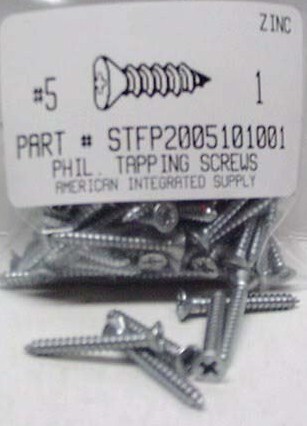 ZINC
#5 1
PART # STFP2005101001
PHIL. TAPPING SCREWS
AMERICAN INTEGRATED SUPPLY